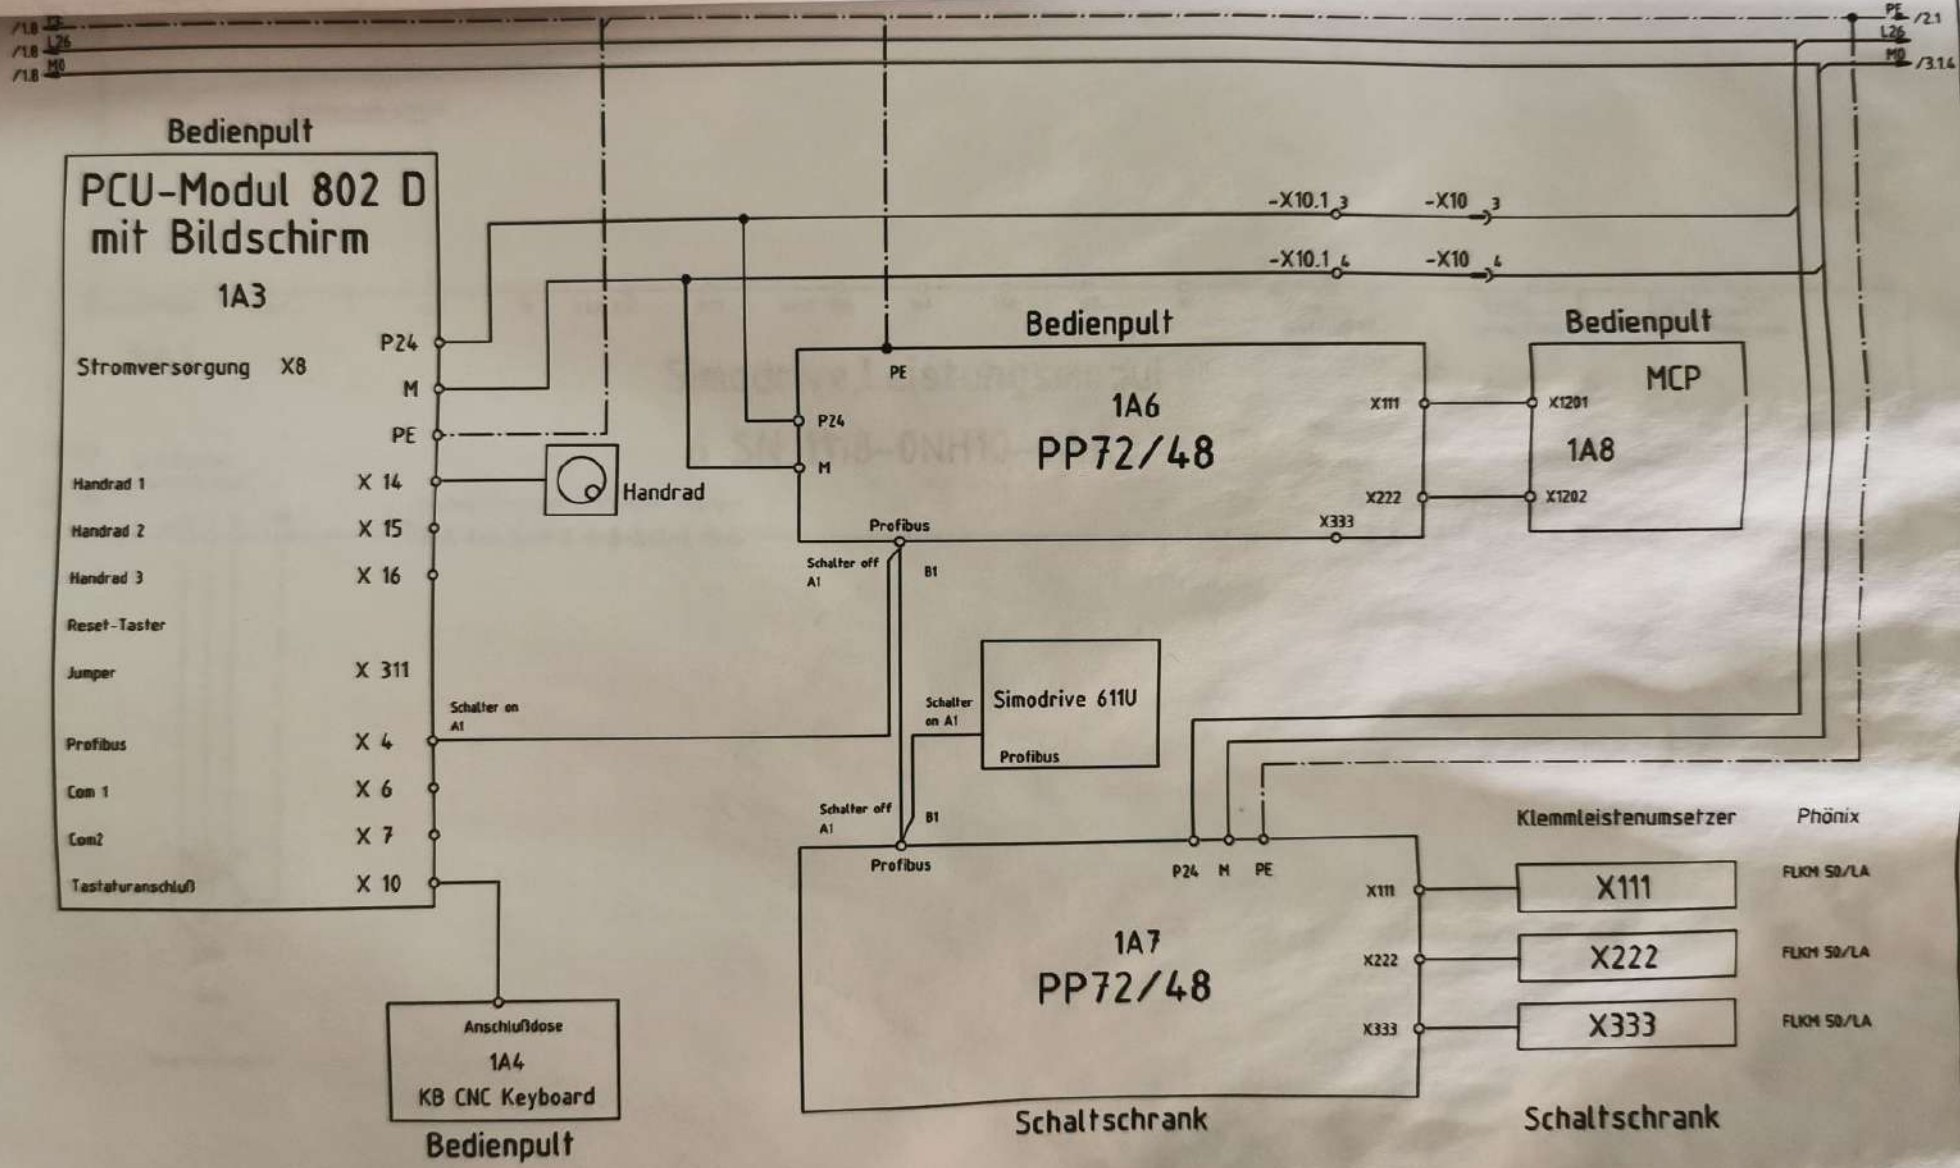 /1.8
PE
/2.1
/1.8
L26
L26
/1.8
M0
M0
/3.1.4
Bedienpult
PCU-Modul 802 D
mit Bildschirm
1A3
Stromversorgung X8
P24
M
PE
Handrad 1 X 14
Handrad
Handrad 2 X 15
Handrad 3 X 16
Reset-Taster
Jumper X 311
Schalter on
A1
Profibus X 4
Com 1 X 6
Com2 X 7
Tastaturanschluß X 10
Anschlußdose
1A4
KB CNC Keyboard
Bedienpult
-X10.1 3
-X10 3
-X10.1 4
-X10 4
Bedienpult
PE
1A6
PP72/48
P24
M
X111
X222
X333
Profibus
Schalter off
A1
B1
Bedienpult
MCP
X1201
1A8
X1202
Simodrive 611U
Schalter
on A1
Profibus
Schalter off
A1
B1
Profibus
P24 M PE
1A7
PP72/48
X111
X222
X333
Schaltschrank
Klemmleistenumsetzer Phönix
X111 FLKM 50/LA
X222 FLKM 50/LA
X333 FLKM 50/LA
Schaltschrank